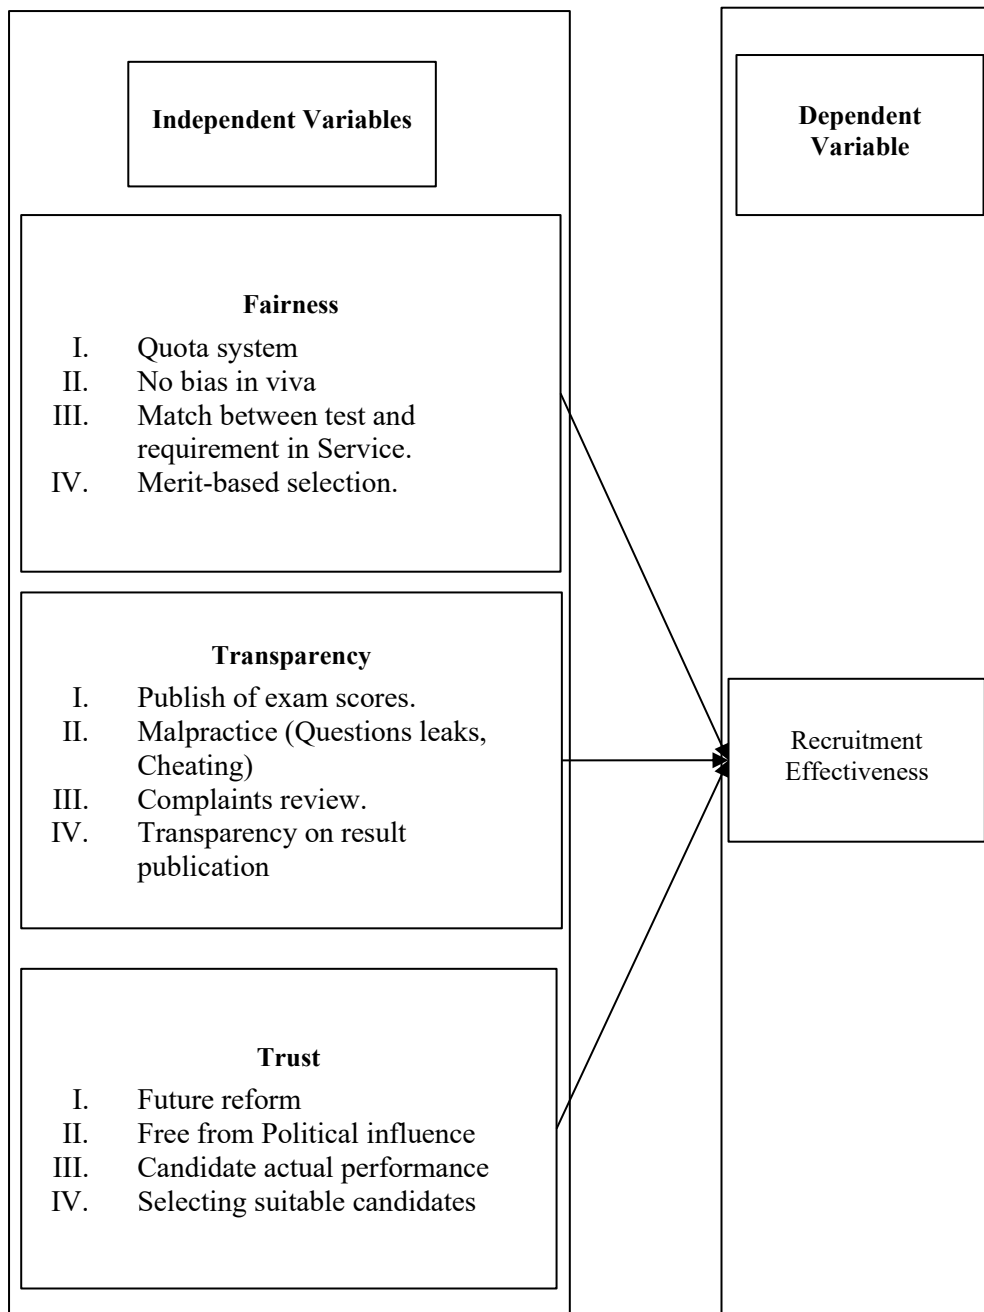 Independent Variables
Dependent
Variable
Fairness
I. Quota system
II. No bias in viva
III. Match between test and
requirement in Service.
IV. Merit-based selection.
Transparency
I. Publish of exam scores.
II. Malpractice (Questions leaks,
Cheating)
III. Complaints review.
IV. Transparency on result
publication
Recruitment
Effectiveness
Trust
I. Future reform
II. Free from Political influence
III. Candidate actual performance
IV. Selecting suitable candidates